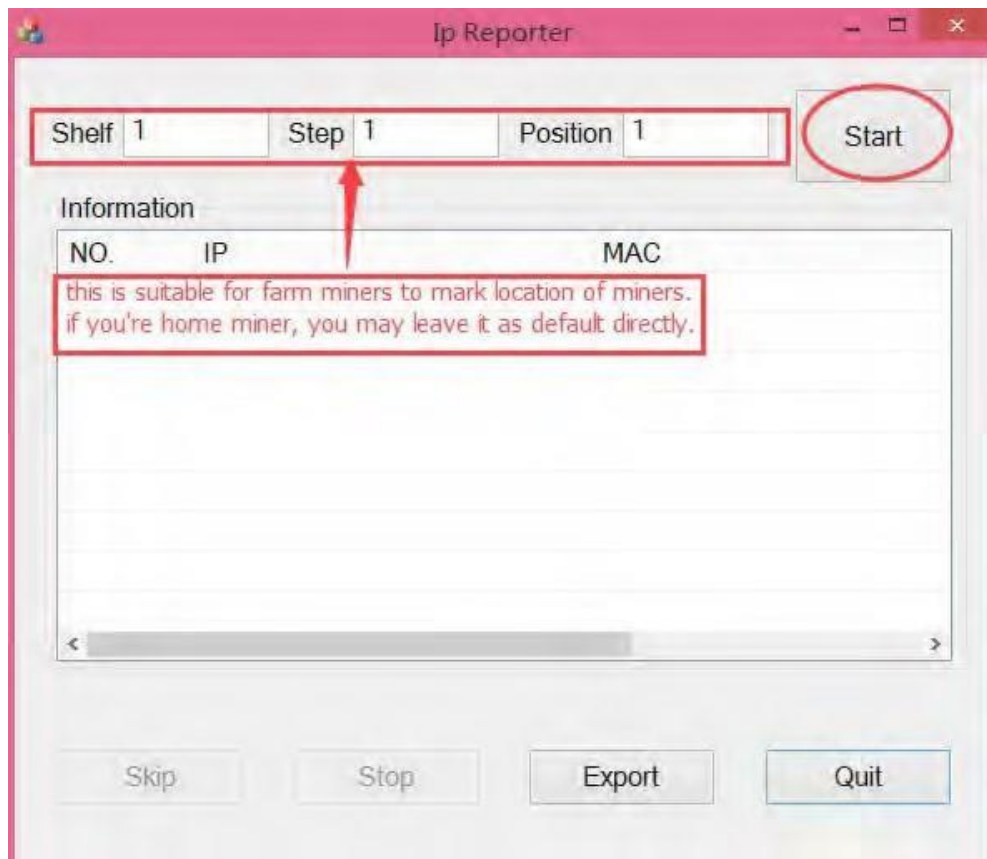 Ip Reporter
Shelf 1 Step 1 Position 1 Start
Information
NO. IP MAC
this is suitable for farm miners to mark location of miners.
if you're home miner, you may leave it as default directly.
Skip Stop Export Quit